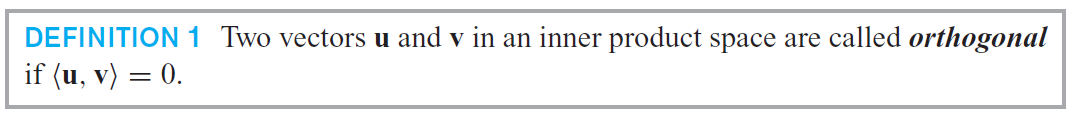 DEFINITION 1 Two vectors u and v in an inner product space are called orthogonal
if ⟨u, v⟩ = 0.